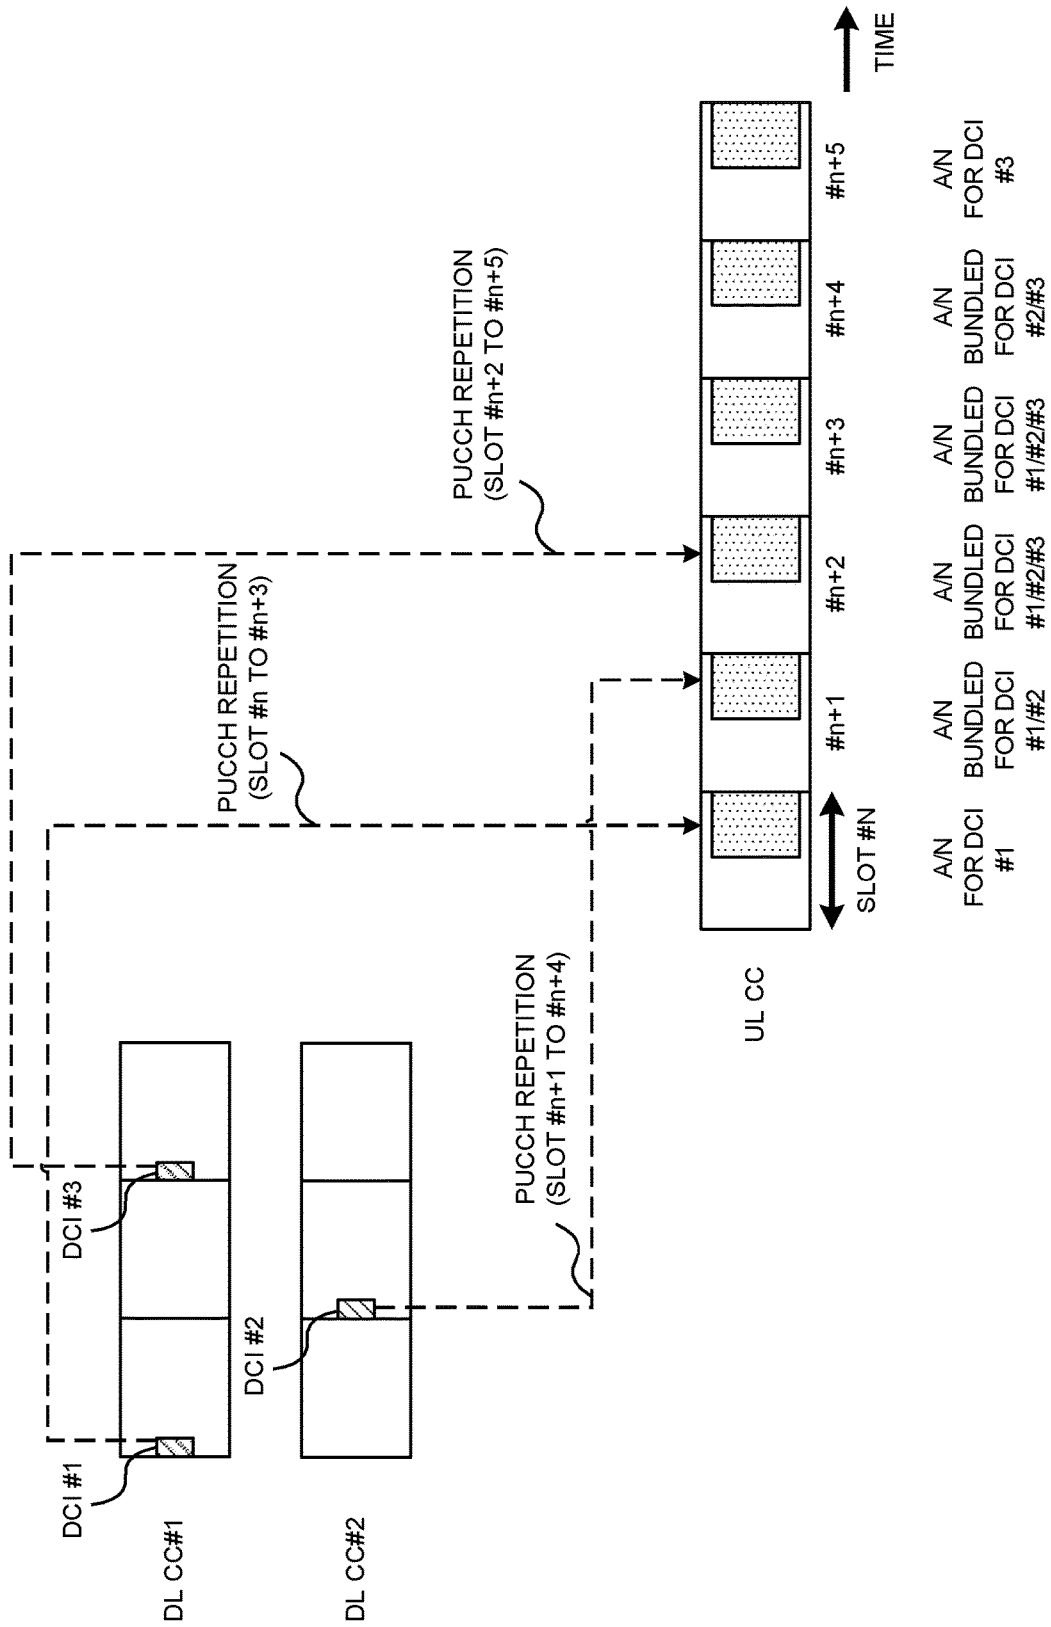 DCI #1
DCI #3
DL CC#1
DCI #2
DL CC#2
PUCCH REPETITION
(SLOT #n TO #n+3)
PUCCH REPETITION
(SLOT #n+2 TO #n+5)
PUCCH REPETITION
(SLOT #n+1 TO #n+4)
UL CC
SLOT #N
#n+1
#n+2
#n+3
#n+4
#n+5
TIME
A/N
FOR DCI
#1
A/N
BUNDLED
FOR DCI
#1/#2
A/N
BUNDLED
FOR DCI
#1/#2/#3
A/N
BUNDLED
FOR DCI
#1/#2/#3
A/N
BUNDLED
FOR DCI
#2/#3
A/N
FOR DCI
#3